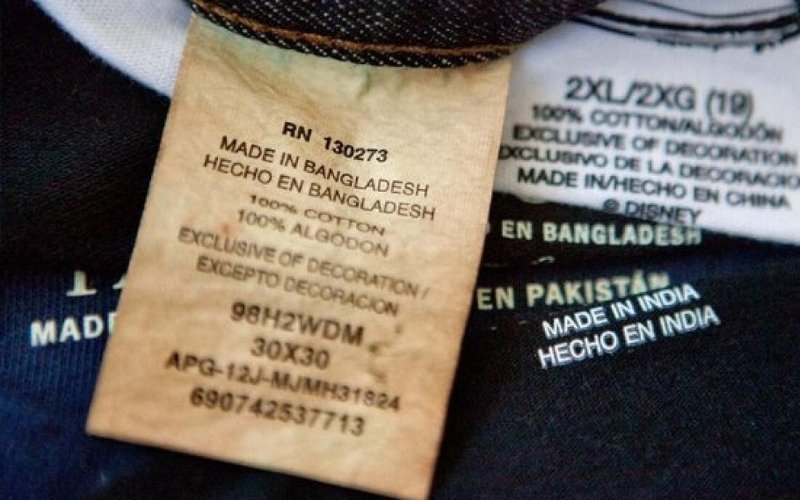 RN 130273
MADE IN BANGLADESH
HECHO EN BANGLADESH
100% COTTON
100% ALGODON
EXCLUSIVE OF DECORATION/
EXCEPTO DECORACION
98H2WDM
30X30
APG-12J-MJ/MH31824
690742537713
2XL/2XG (19)
100% COTTON/ALGODÓN
EXCLUSIVE OF DECORATION
EXCLUSIVO DE LA DECORACIO
MADE IN/HECHO EN CHINA
© DISNEY
EN BANGLADESH
EN PAKISTÁN
MADE IN INDIA
HECHO EN INDIA
MADE